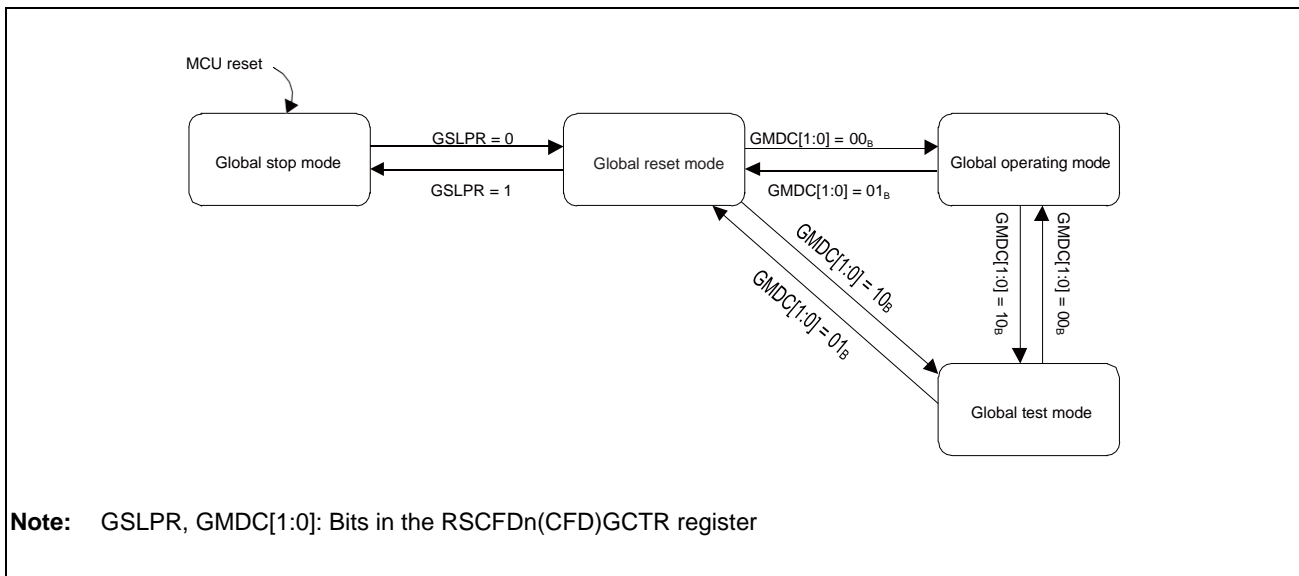 MCU reset
Global stop mode
GSLPR = 0
GSLPR = 1
Global reset mode
GMDC[1:0] = 00B
GMDC[1:0] = 01B
Global operating mode
GMDC[1:0] = 10B
GMDC[1:0] = 01B
GMDC[1:0] = 10B
GMDC[1:0] = 00B
Global test mode
Note: GSLPR, GMDC[1:0]: Bits in the RSCFDn(CFD)GCTR register